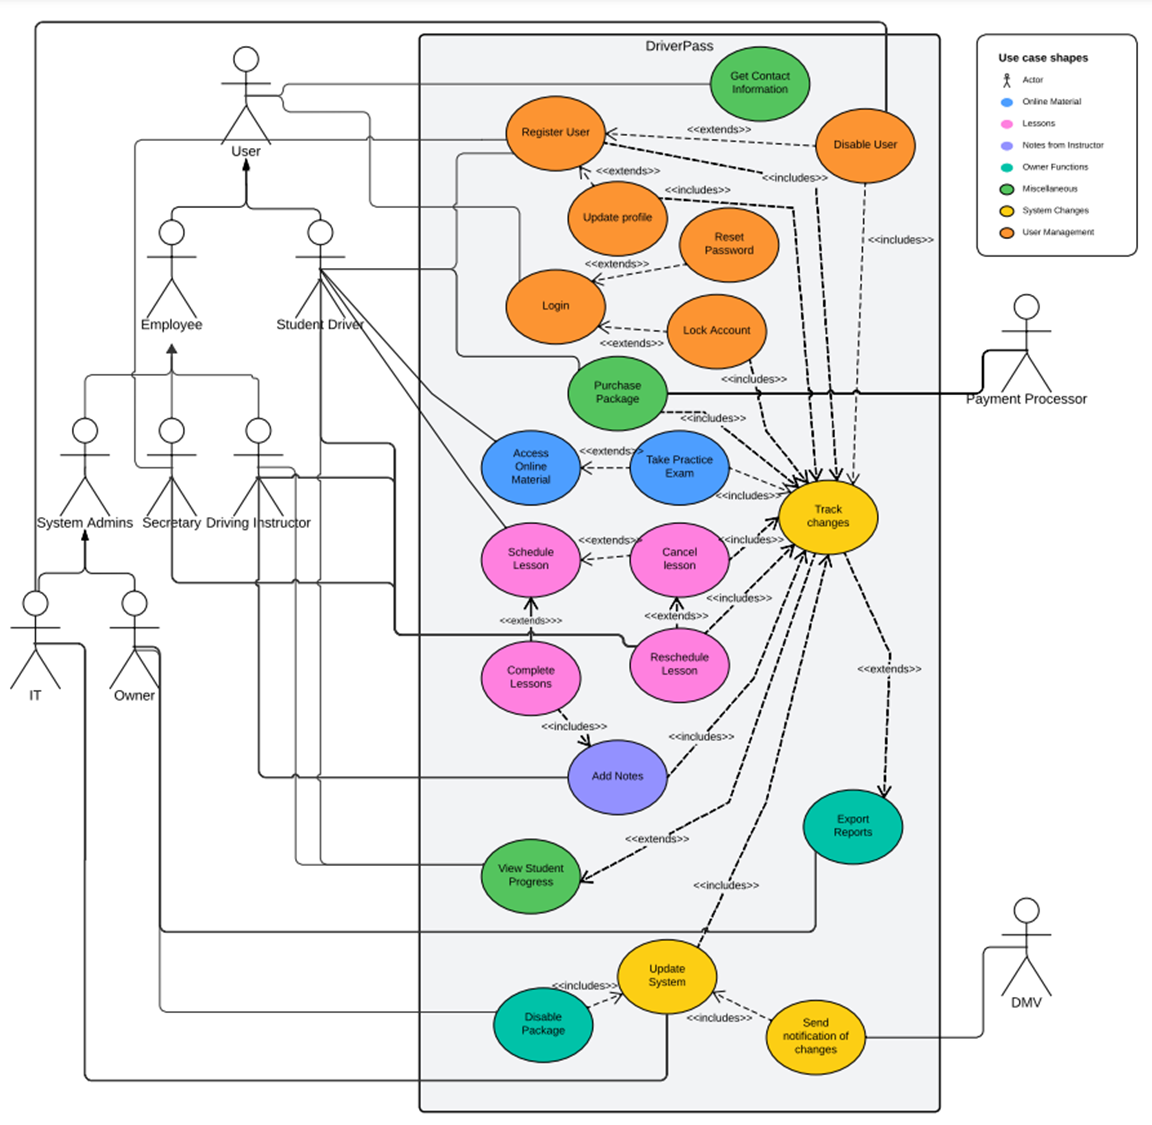 DriverPass
Use case shapes
Actor
Online Material
Lessons
Notes from Instructor
Owner Functions
Miscellaneous
System Changes
User Management
Get Contact
Information
User
Register User
<<extends>>
Disable User
<<extends>>
<<includes>>
<<includes>>
Update profile
Reset
Password
<<includes>>
<<extends>>
Login
Employee
Student Driver
Lock Account
<<extends>>
<<includes>>
Purchase
Package
Payment Processor
<<includes>>
Access
Online
Material
<<extends>>
Take Practice
Exam
<<includes>>
Track
changes
System Admins
Secretary
Driving Instructor
Schedule
Lesson
<<extends>>
Cancel
lesson
<<includes>>
<<includes>>
<<extends>>>
<<extends>>
Complete
Lessons
Reschedule
Lesson
<<extends>>
IT
Owner
<<includes>>
<<includes>>
Add Notes
Export
Reports
<<extends>>
View Student
Progress
<<includes>>
Update
System
<<includes>>
Disable
Package
<<includes>>
Send
notification of
changes
DMV